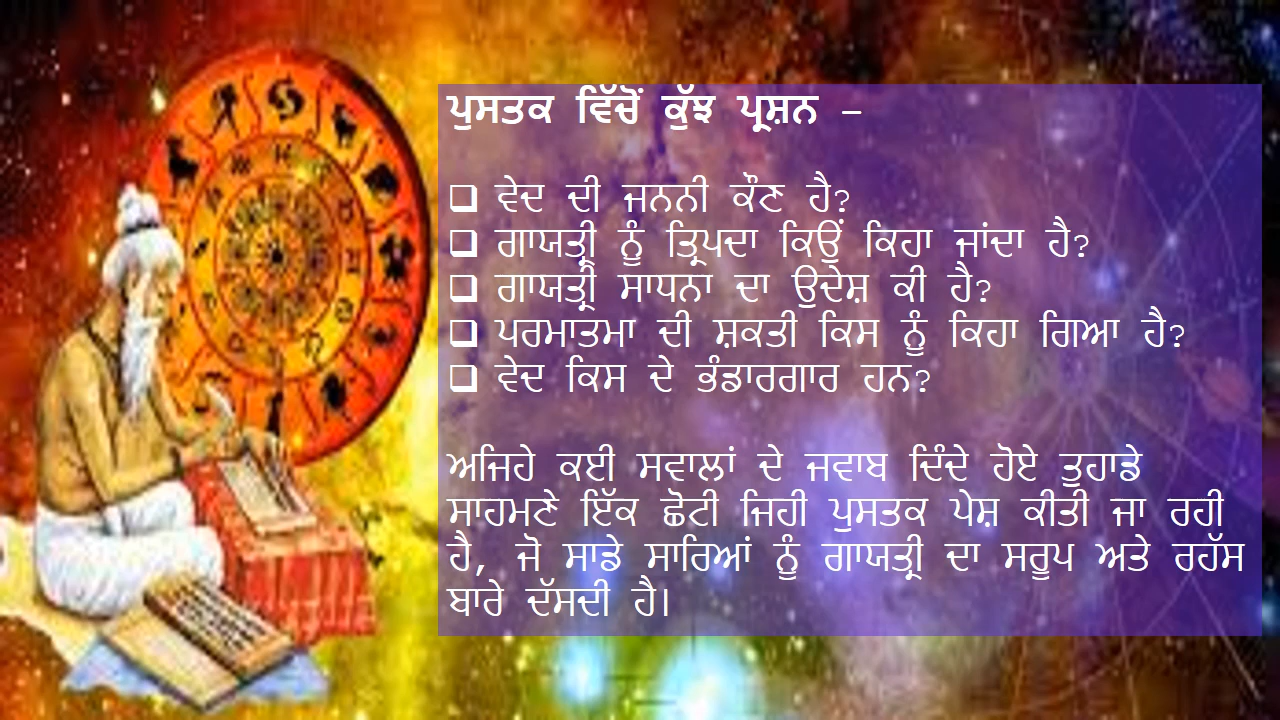 ਪੁਸਤਕ ਵਿੱਚੋਂ ਕੁੱਝ ਪ੍ਰਸ਼ਨ –
❑ ਵੇਦ ਦੀ ਜਨਨੀ ਕੌਣ ਹੈ?
❑ ਗਾਯਤ੍ਰੀ ਨੂੰ ਤ੍ਰਿਪਦਾ ਕਿਉਂ ਕਿਹਾ ਜਾਂਦਾ ਹੈ?
❑ ਗਾਯਤ੍ਰੀ ਸਾਧਨਾ ਦਾ ਉਦੇਸ਼ ਕੀ ਹੈ?
❑ ਪਰਮਾਤਮਾ ਦੀ ਸ਼ਕਤੀ ਕਿਸ ਨੂੰ ਕਿਹਾ ਗਿਆ ਹੈ?
❑ ਵੇਦ ਕਿਸ ਦੇ ਭੰਡਾਰਗਾਰ ਹਨ?
ਅਜਿਹੇ ਕਈ ਸਵਾਲਾਂ ਦੇ ਜਵਾਬ ਦਿੰਦੇ ਹੋਏ ਤੁਹਾਡੇ
ਸਾਹਮਣੇ ਇੱਕ ਛੋਟੀ ਜਿਹੀ ਪੁਸਤਕ ਪੇਸ਼ ਕੀਤੀ ਜਾ ਰਹੀ
ਹੈ, ਜੋ ਸਾਡੇ ਸਾਰਿਆਂ ਨੂੰ ਗਾਯਤ੍ਰੀ ਦਾ ਸਰੂਪ ਅਤੇ ਰਹੱਸ
ਬਾਰੇ ਦੱਸਦੀ ਹੈ।